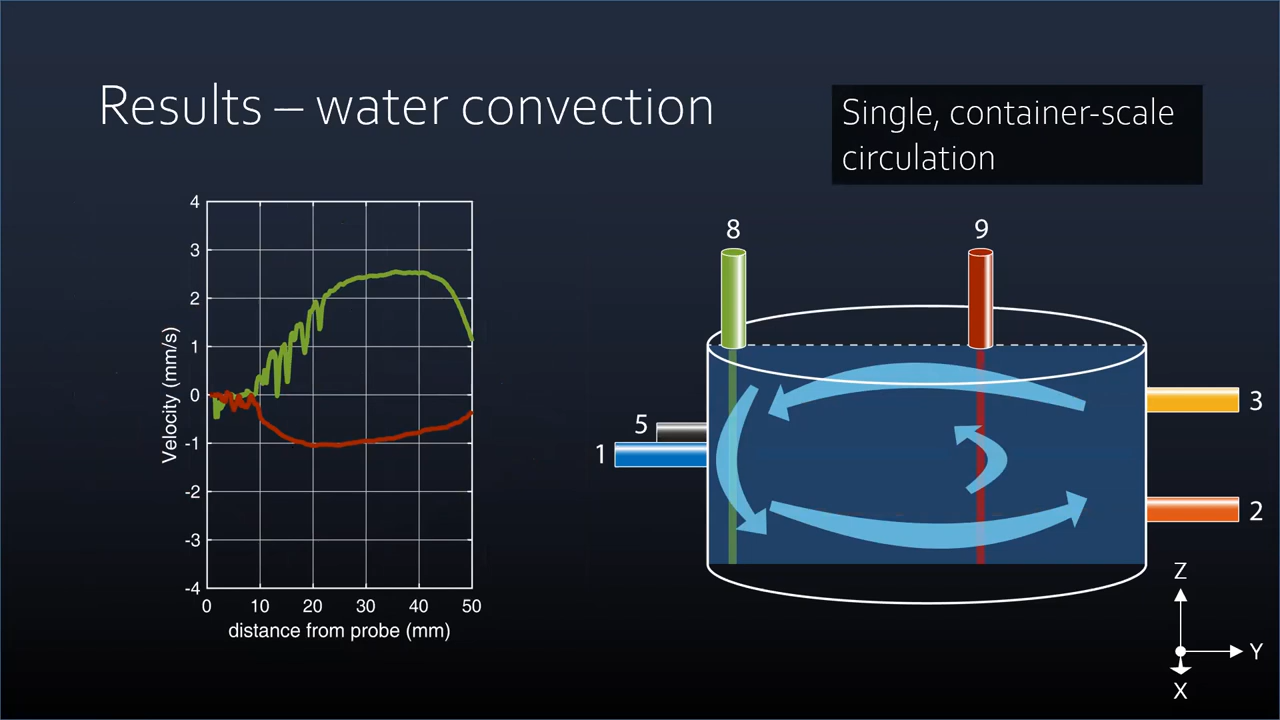 Results – water convection
Single, container-scale
circulation
4
3
2
1
0
-1
-2
-3
-4
Velocity (mm/s)
0 10 20 30 40 50
distance from probe (mm)
8
9
5
1
3
2
Z
Y
X